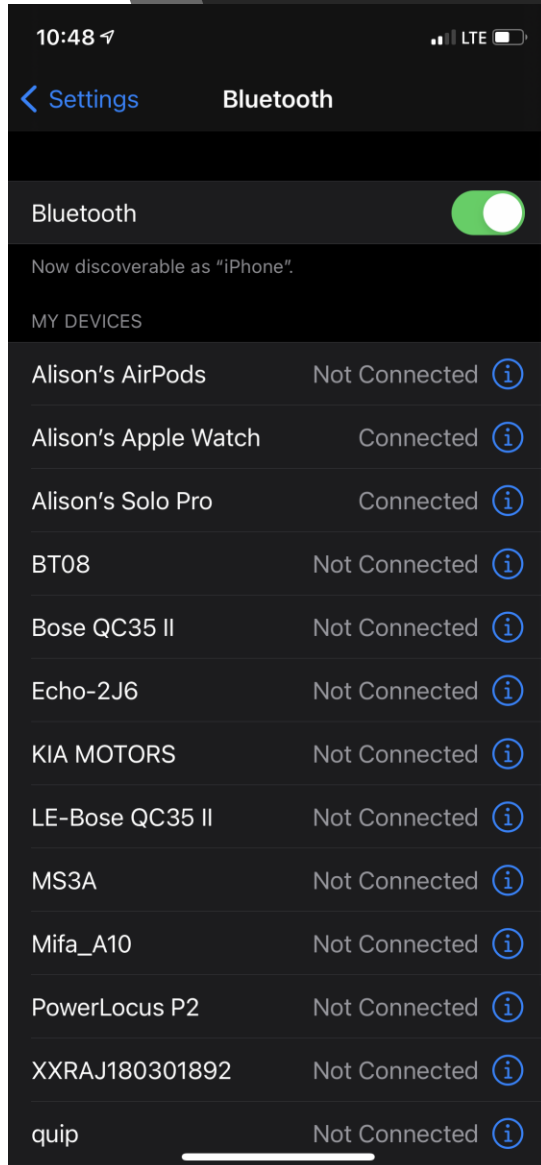 10:48 LTE
Settings Bluetooth
Bluetooth
Now discoverable as “iPhone”.
MY DEVICES
Alison’s AirPods Not Connected
Alison’s Apple Watch Connected
Alison’s Solo Pro Connected
BT08 Not Connected
Bose QC35 II Not Connected
Echo-2J6 Not Connected
KIA MOTORS Not Connected
LE-Bose QC35 II Not Connected
MS3A Not Connected
Mifa_A10 Not Connected
PowerLocus P2 Not Connected
XXRAJ180301892 Not Connected
quip Not Connected